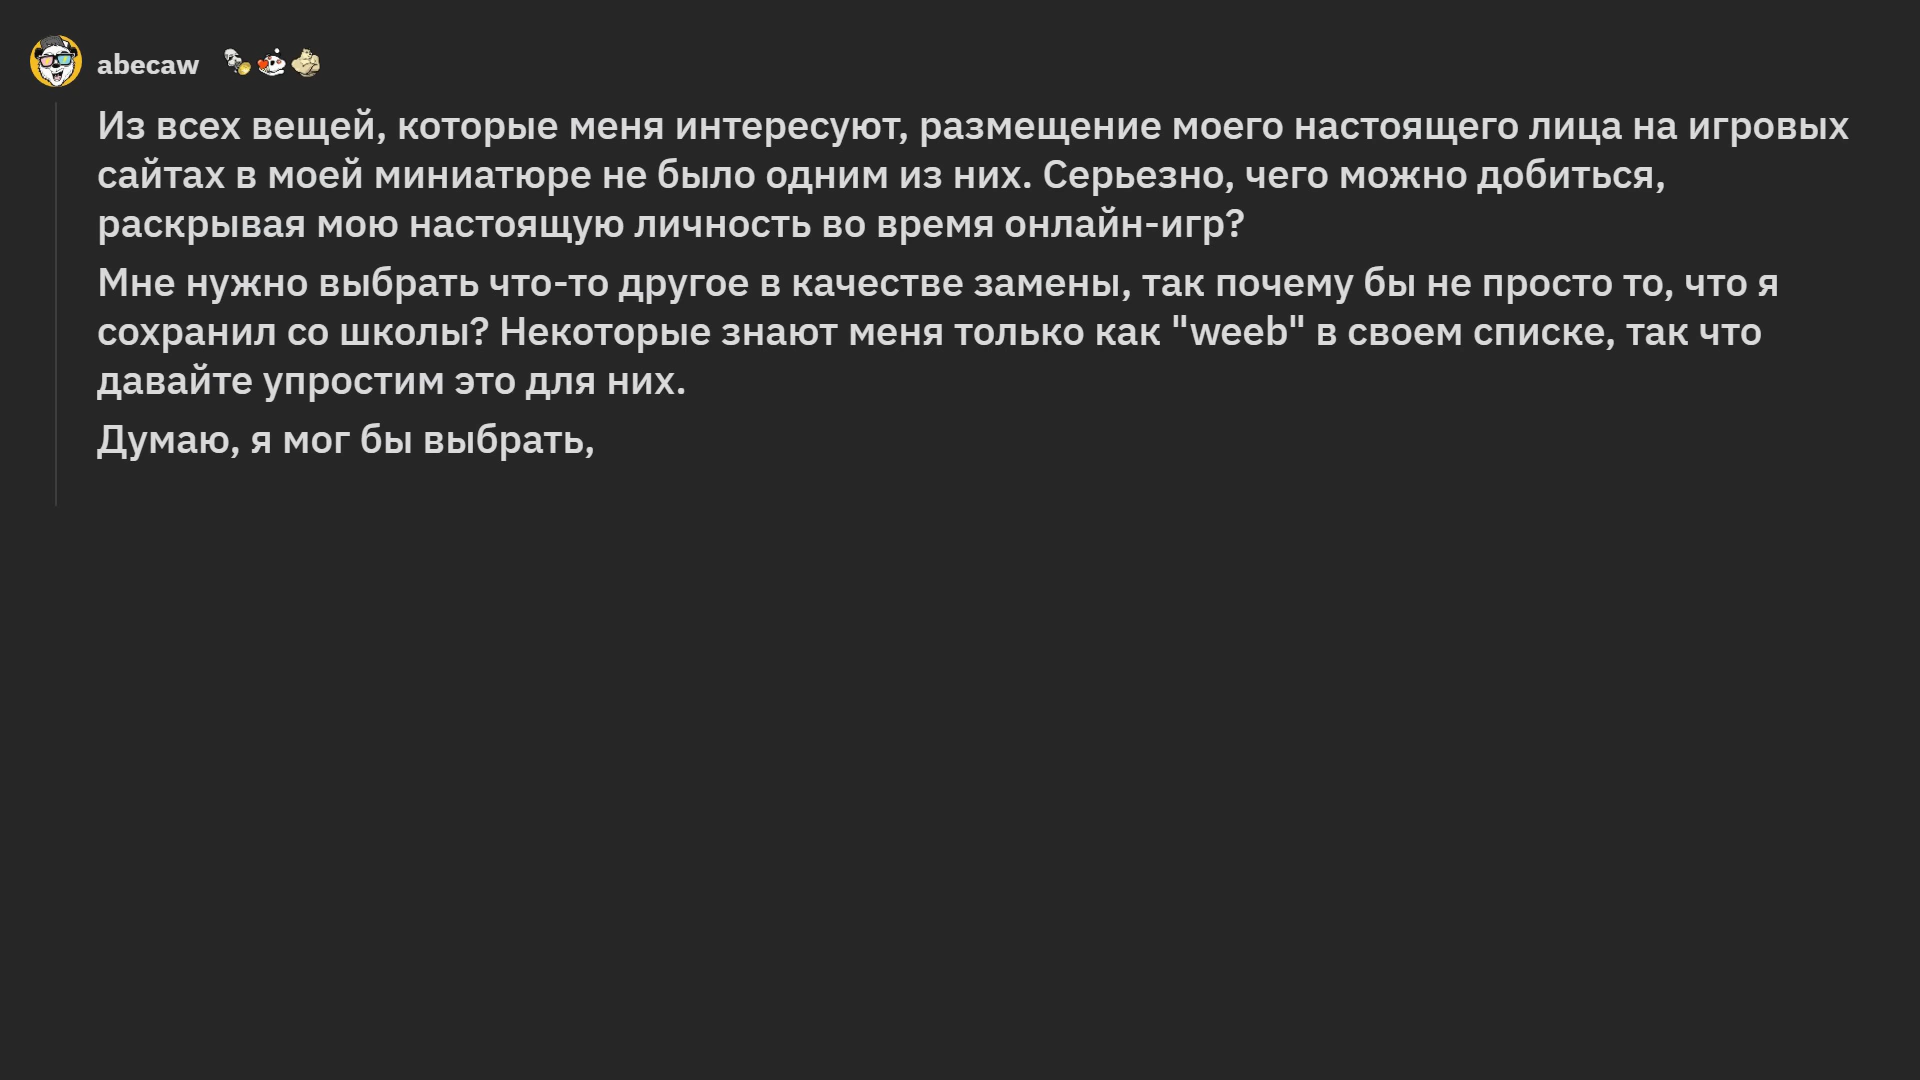 abecaw
Из всех вещей, которые меня интересуют, размещение моего настоящего лица на игровых
сайтах в моей миниатюре не было одним из них. Серьезно, чего можно добиться,
раскрывая мою настоящую личность во время онлайн-игр?
Мне нужно выбрать что-то другое в качестве замены, так почему бы не просто то, что я
сохранил со школы? Некоторые знают меня только как "weeb" в своем списке, так что
давайте упростим это для них.
Думаю, я мог бы выбрать,